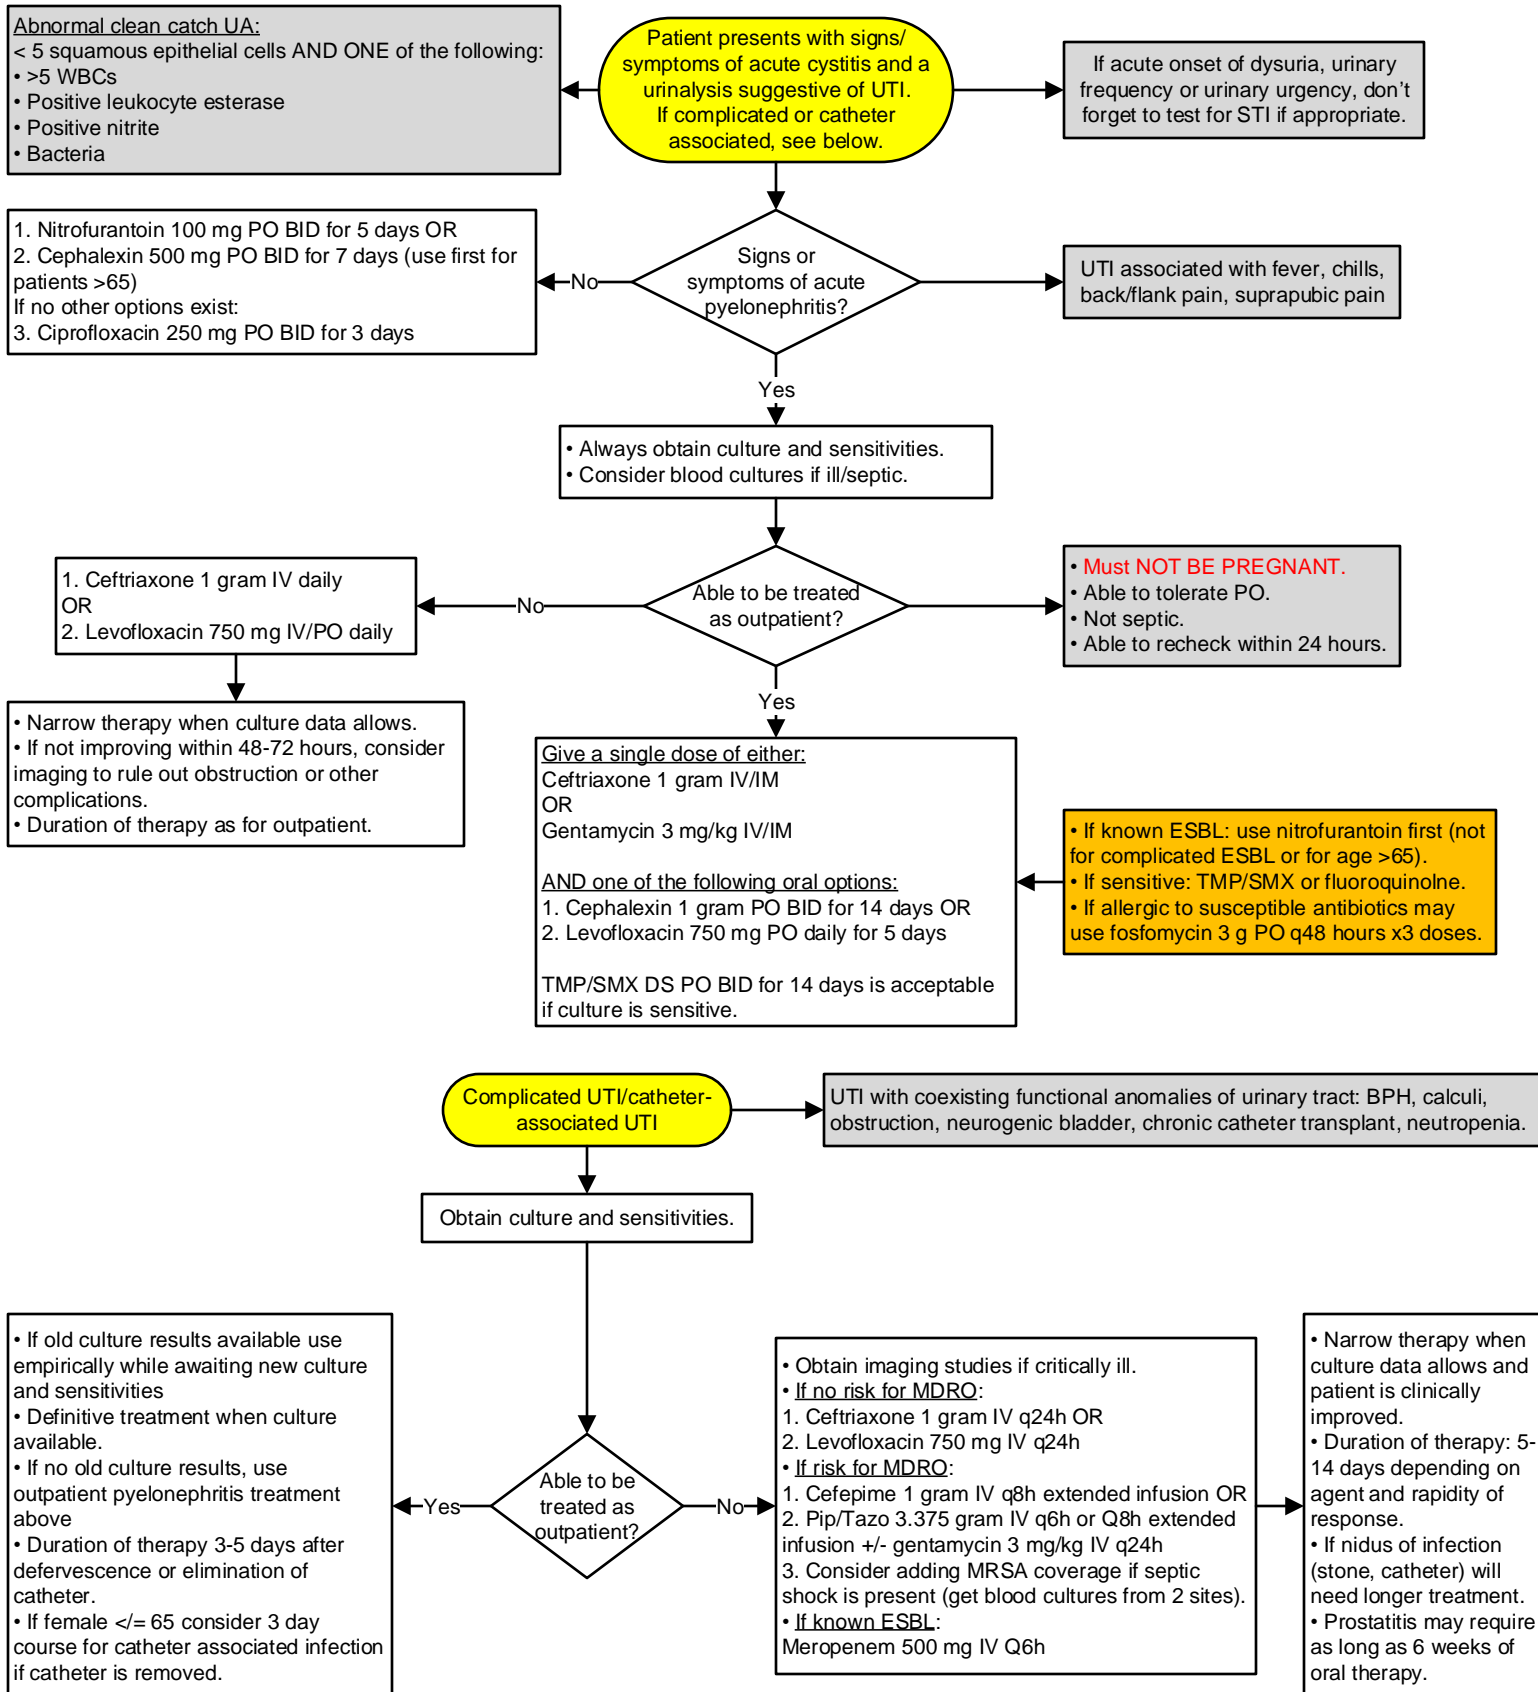 Abnormal clean catch UA:
< 5 squamous epithelial cells AND ONE of the following:
• >5 WBCs
• Positive leukocyte esterase
• Positive nitrite
• Bacteria
Patient presents with signs/
symptoms of acute cystitis and a
urinalysis suggestive of UTI.
If complicated or catheter
associated, see below.
If acute onset of dysuria, urinary
frequency or urinary urgency, don't
forget to test for STI if appropriate.
1. Nitrofurantoin 100 mg PO BID for 5 days OR
2. Cephalexin 500 mg PO BID for 7 days (use first for
patients >65)
If no other options exist:
3. Ciprofloxacin 250 mg PO BID for 3 days
No
Signs or
symptoms of acute
pyelonephritis?
UTI associated with fever, chills,
back/flank pain, suprapubic pain
Yes
• Always obtain culture and sensitivities.
• Consider blood cultures if ill/septic.
1. Ceftriaxone 1 gram IV daily
OR
2. Levofloxacin 750 mg IV/PO daily
No
Able to be treated
as outpatient?
• Must NOT BE PREGNANT.
• Able to tolerate PO.
• Not septic.
• Able to recheck within 24 hours.
Yes
• Narrow therapy when culture data allows.
• If not improving within 48-72 hours, consider
imaging to rule out obstruction or other
complications.
• Duration of therapy as for outpatient.
Give a single dose of either:
Ceftriaxone 1 gram IV/IM
OR
Gentamycin 3 mg/kg IV/IM
AND one of the following oral options:
1. Cephalexin 1 gram PO BID for 14 days OR
2. Levofloxacin 750 mg PO daily for 5 days
TMP/SMX DS PO BID for 14 days is acceptable
if culture is sensitive.
• If known ESBL: use nitrofurantoin first (not
for complicated ESBL or for age >65).
• If sensitive: TMP/SMX or fluoroquinolne.
• If allergic to susceptible antibiotics may
use fosfomycin 3 g PO q48 hours x3 doses.
Complicated UTI/catheter-
associated UTI
UTI with coexisting functional anomalies of urinary tract: BPH, calculi,
obstruction, neurogenic bladder, chronic catheter transplant, neutropenia.
Obtain culture and sensitivities.
• If old culture results available use
empirically while awaiting new culture
and sensitivities
• Definitive treatment when culture
available.
• If no old culture results, use
outpatient pyelonephritis treatment
above
• Duration of therapy 3-5 days after
defervescence or elimination of
catheter.
• If female </= 65 consider 3 day
course for catheter associated infection
if catheter is removed.
Yes
Able to be
treated as
outpatient?
No
• Obtain imaging studies if critically ill.
• If no risk for MDRO:
1. Ceftriaxone 1 gram IV q24h OR
2. Levofloxacin 750 mg IV q24h
• If risk for MDRO:
1. Cefepime 1 gram IV q8h extended infusion OR
2. Pip/Tazo 3.375 gram IV q6h or Q8h extended
infusion +/- gentamycin 3 mg/kg IV q24h
3. Consider adding MRSA coverage if septic
shock is present (get blood cultures from 2 sites).
• If known ESBL:
Meropenem 500 mg IV Q6h
• Narrow therapy when
culture data allows and
patient is clinically
improved.
• Duration of therapy: 5-
14 days depending on
agent and rapidity of
response.
• If nidus of infection
(stone, catheter) will
need longer treatment.
• Prostatitis may require
as long as 6 weeks of
oral therapy.